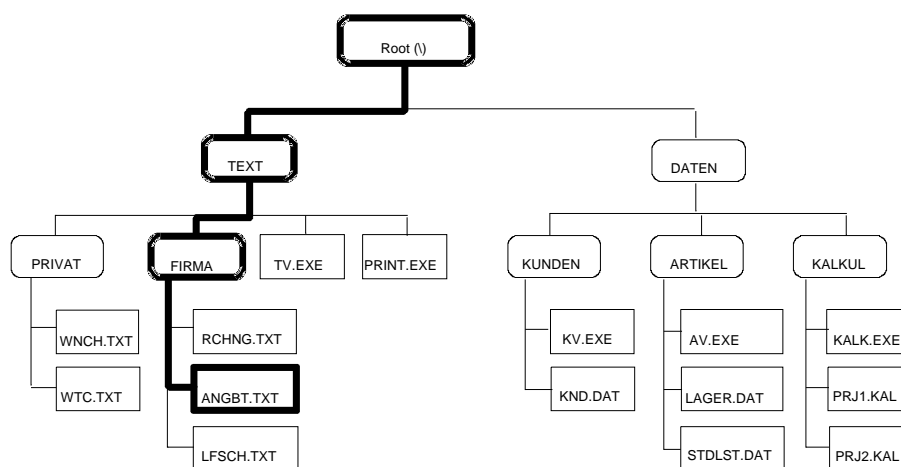 Root (\)
TEXT
DATEN
PRIVAT
FIRMA
TV.EXE
PRINT.EXE
KUNDEN
ARTIKEL
KALKUL
WNCH.TXT
RCHNG.TXT
KV.EXE
AV.EXE
KALK.EXE
WTC.TXT
ANGBT.TXT
KND.DAT
LAGER.DAT
PRJ1.KAL
LFSCH.TXT
STDLST.DAT
PRJ2.KAL